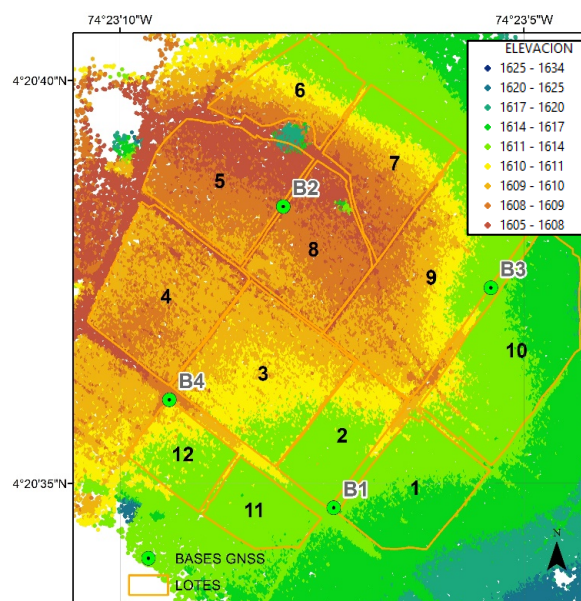 74°23'10"W
74°23'5"W
4°20'40"N
ELEVACION
1625 - 1634
1620 - 1625
1617 - 1620
1614 - 1617
1611 - 1614
1610 - 1611
1609 - 1610
1608 - 1609
1605 - 1608
6
7
5
B2
8
9
B3
4
10
3
B4
2
12
1
B1
4°20'35"N
11
N
BASES GNSS
LOTES